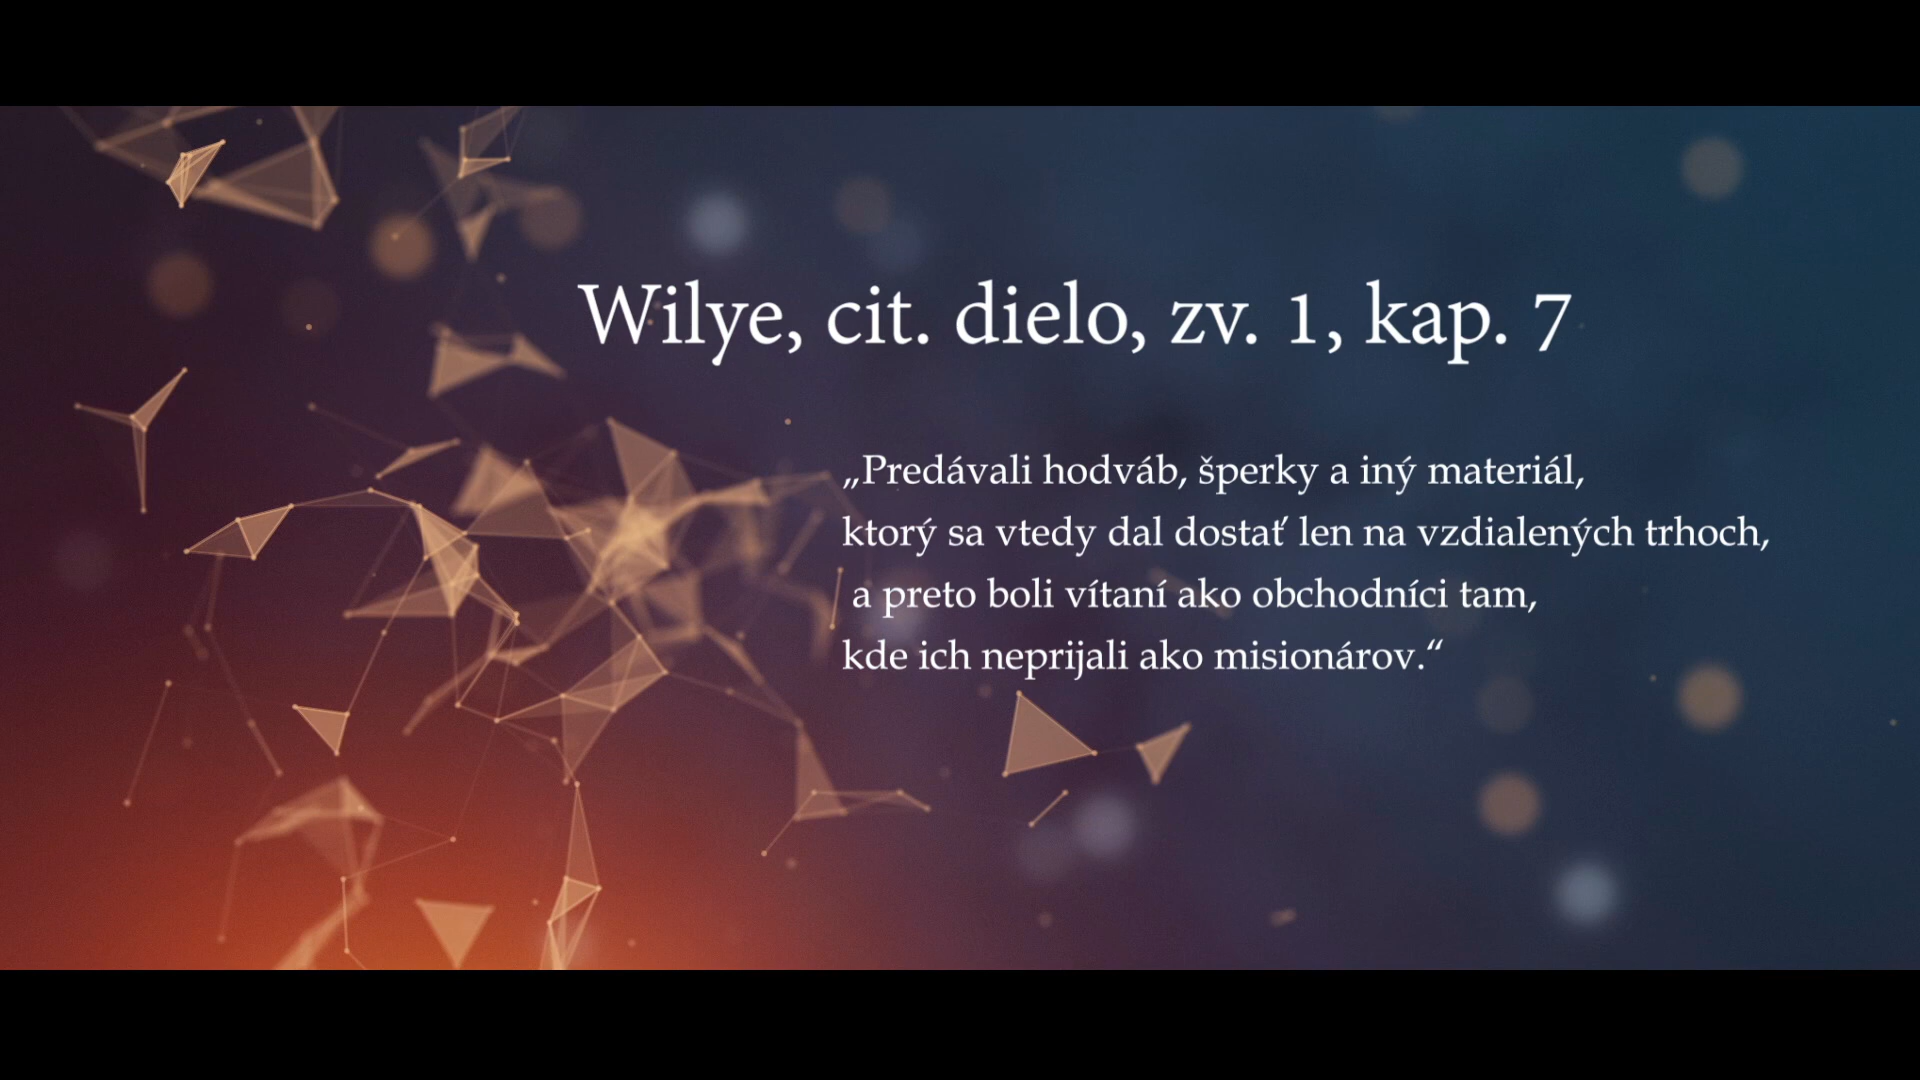 Wilye, cit. dielo, zv. 1, kap. 7
„Predávali hodváb, šperky a iný materiál,
ktorý sa vtedy dal dostať len na vzdialených trhoch,
a preto boli vítaní ako obchodníci tam,
kde ich neprijali ako misionárov.“